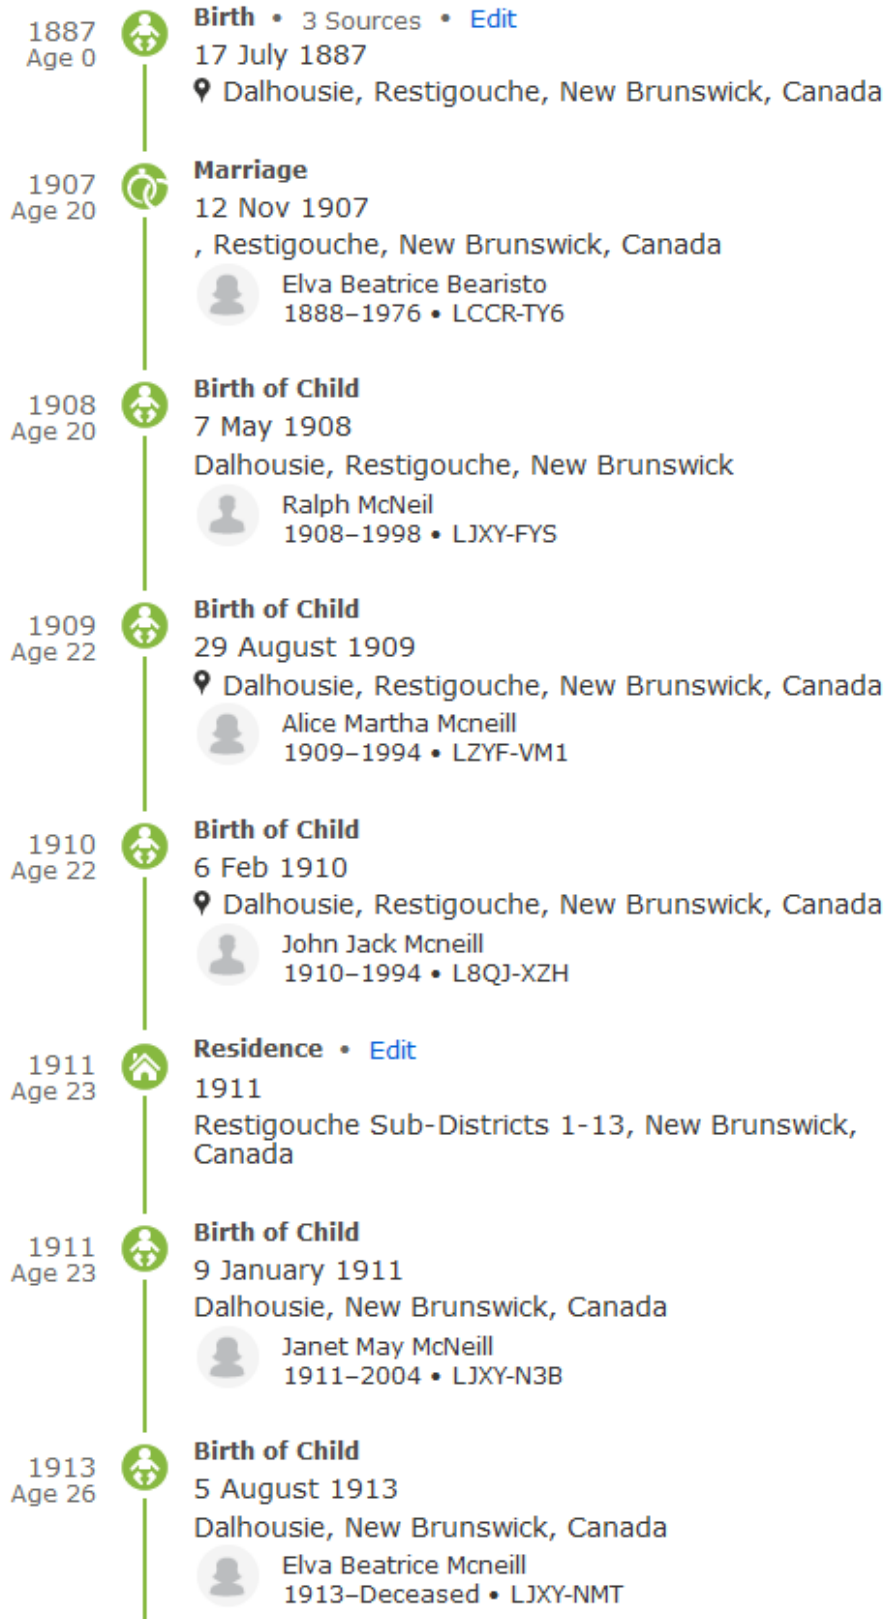 1887
Age 0
Birth • 3 Sources • Edit
17 July 1887
Dalhousie, Restigouche, New Brunswick, Canada
1907
Age 20
Marriage
12 Nov 1907
, Restigouche, New Brunswick, Canada
Elva Beatrice Bearisto
1888–1976 • LCCR-TY6
1908
Age 20
Birth of Child
7 May 1908
Dalhousie, Restigouche, New Brunswick
Ralph McNeil
1908–1998 • LJXY-FYS
1909
Age 22
Birth of Child
29 August 1909
Dalhousie, Restigouche, New Brunswick, Canada
Alice Martha Mcneill
1909–1994 • LZYF-VM1
1910
Age 22
Birth of Child
6 Feb 1910
Dalhousie, Restigouche, New Brunswick, Canada
John Jack Mcneill
1910–1994 • L8QJ-XZH
1911
Age 23
Residence • Edit
1911
Restigouche Sub-Districts 1-13, New Brunswick,
Canada
1911
Age 23
Birth of Child
9 January 1911
Dalhousie, New Brunswick, Canada
Janet May McNeill
1911–2004 • LJXY-N3B
1913
Age 26
Birth of Child
5 August 1913
Dalhousie, New Brunswick, Canada
Elva Beatrice Mcneill
1913–Deceased • LJXY-NMT